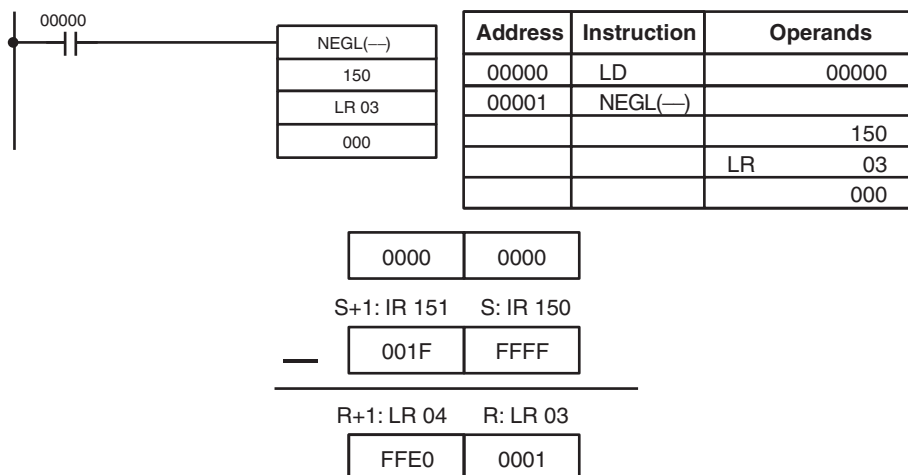 00000
NEGL(—)
150
LR 03
000
Address Instruction Operands
00000 LD 00000
00001 NEGL(—)
150
LR 03
000
0000 0000
S+1: IR 151 S: IR 150
— 001F FFFF
R+1: LR 04 R: LR 03
FFE0 0001